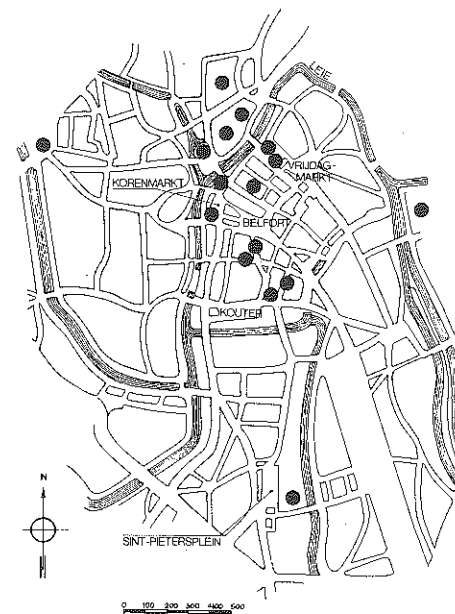 LEIE
VRIJDAG-
MARKT
KORENMARKT
BELFORT
KOUTER
N
SINT-PIETERSPLEIN
0 100 200 300 400 500